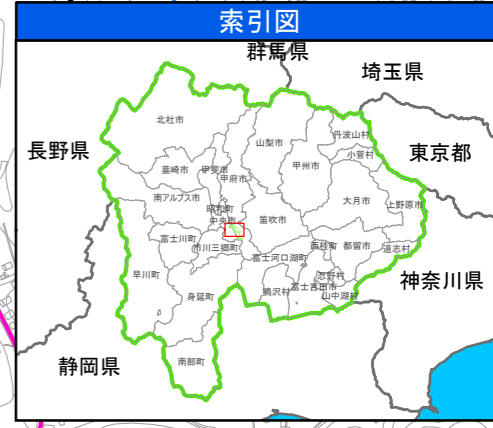 索引図
群馬県
埼玉県
長野県
東京都
神奈川県
静岡県
北社市
丹波山村
小菅村
山梨市
甲州市
韮崎市
甲斐市
甲府市
南アルプス市
昭和町
中央市
笛吹市
大月市
上野原市
富士川町
市川三郷町
富士河口湖町
西桂町
都留市
道志村
早川町
身延町
鳴沢村
富士吉田市
忍野村
山中湖村
南部町